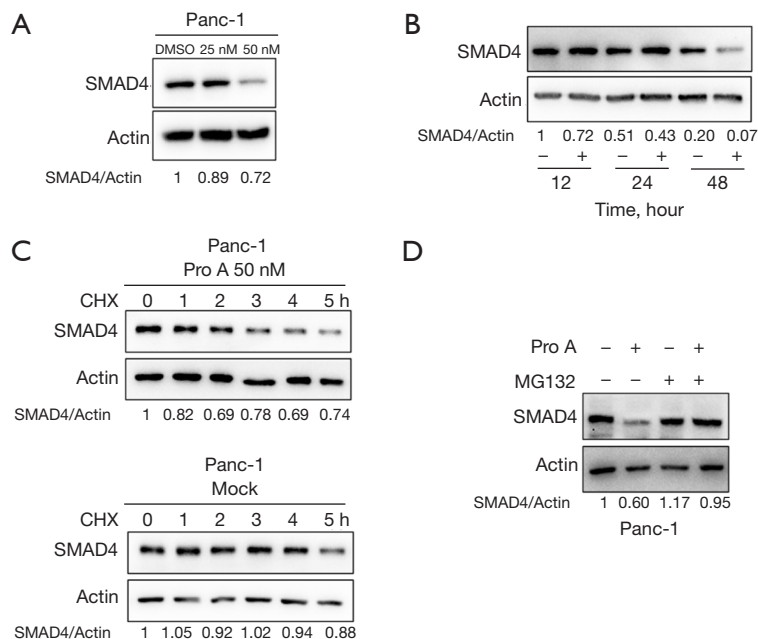 A
Panc-1
DMSO 25 nM 50 nM
SMAD4
Actin
SMAD4/Actin 1 0.89 0.72
B
SMAD4
Actin
SMAD4/Actin 1 0.72 0.51 0.43 0.20 0.07
– + – + – +
12 24 48
Time, hour
C
Panc-1
Pro A 50 nM
CHX 0 1 2 3 4 5 h
SMAD4
Actin
SMAD4/Actin 1 0.82 0.69 0.78 0.69 0.74
Panc-1
Mock
CHX 0 1 2 3 4 5 h
SMAD4
Actin
SMAD4/Actin 1 1.05 0.92 1.02 0.94 0.88
D
Pro A – + – +
MG132 – – + +
SMAD4
Actin
SMAD4/Actin 1 0.60 1.17 0.95
Panc-1